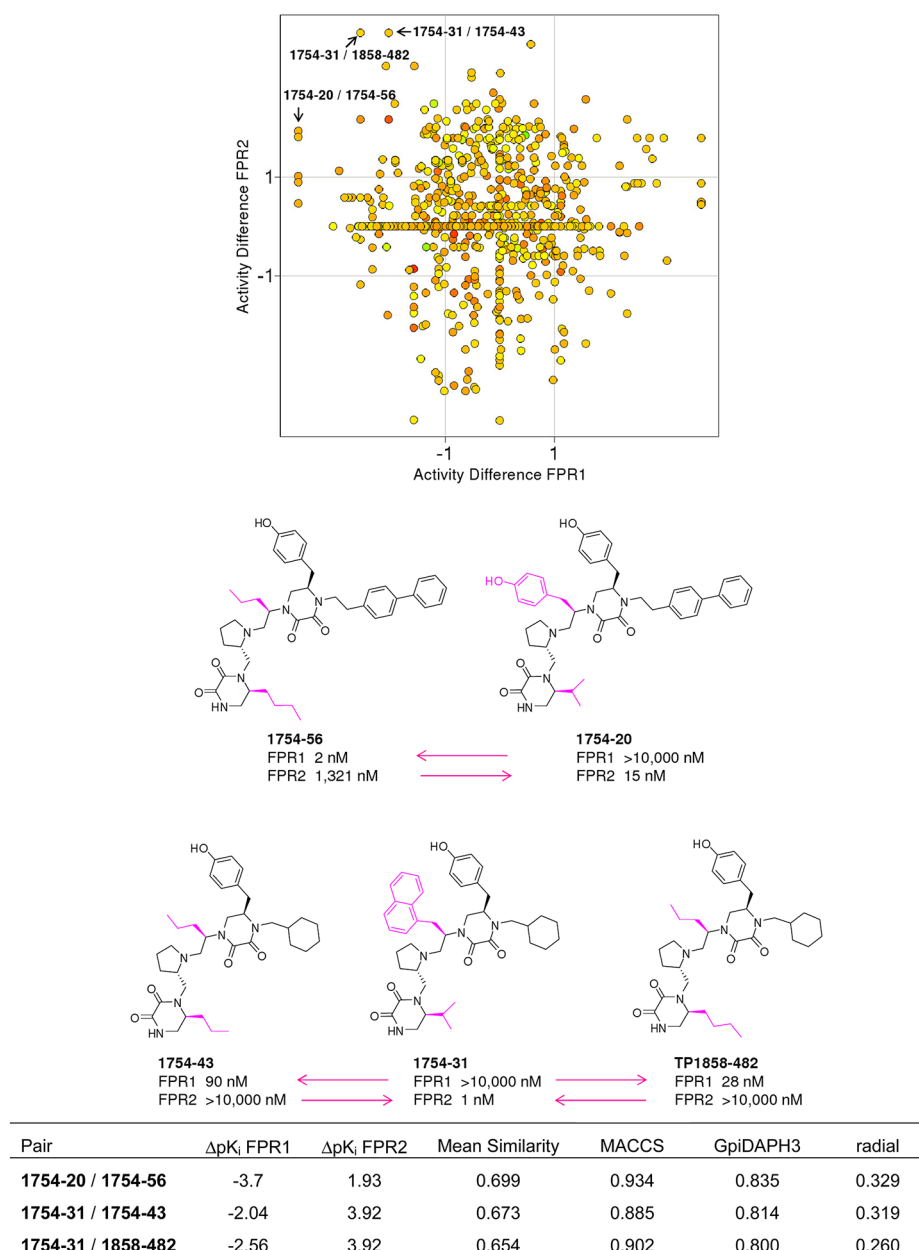 1754-31 / 1754-43
1754-31 / 1858-482
1754-20 / 1754-56
Activity Difference FPR2
1
-1
-1
1
Activity Difference FPR1
HO
N
N
O
O
N
O
O
N
NH
HO
HO
N
N
O
O
N
O
O
N
NH
1754-56
FPR1 2 nM
FPR2 1,321 nM
1754-20
FPR1 >10,000 nM
FPR2 15 nM
HO
N
N
O
O
N
O
O
N
NH
HO
N
N
O
O
N
O
O
N
NH
HO
N
N
O
O
N
O
O
N
NH
1754-43
FPR1 90 nM
FPR2 >10,000 nM
1754-31
FPR1 >10,000 nM
FPR2 1 nM
TP1858-482
FPR1 28 nM
FPR2 >10,000 nM
Pair ΔpKi FPR1 ΔpKi FPR2 Mean Similarity MACCS GpiDAPH3 radial
1754-20 / 1754-56 -3.7 1.93 0.699 0.934 0.835 0.329
1754-31 / 1754-43 -2.04 3.92 0.673 0.885 0.814 0.319
1754-31 / 1858-482 -2.56 3.92 0.654 0.902 0.800 0.260